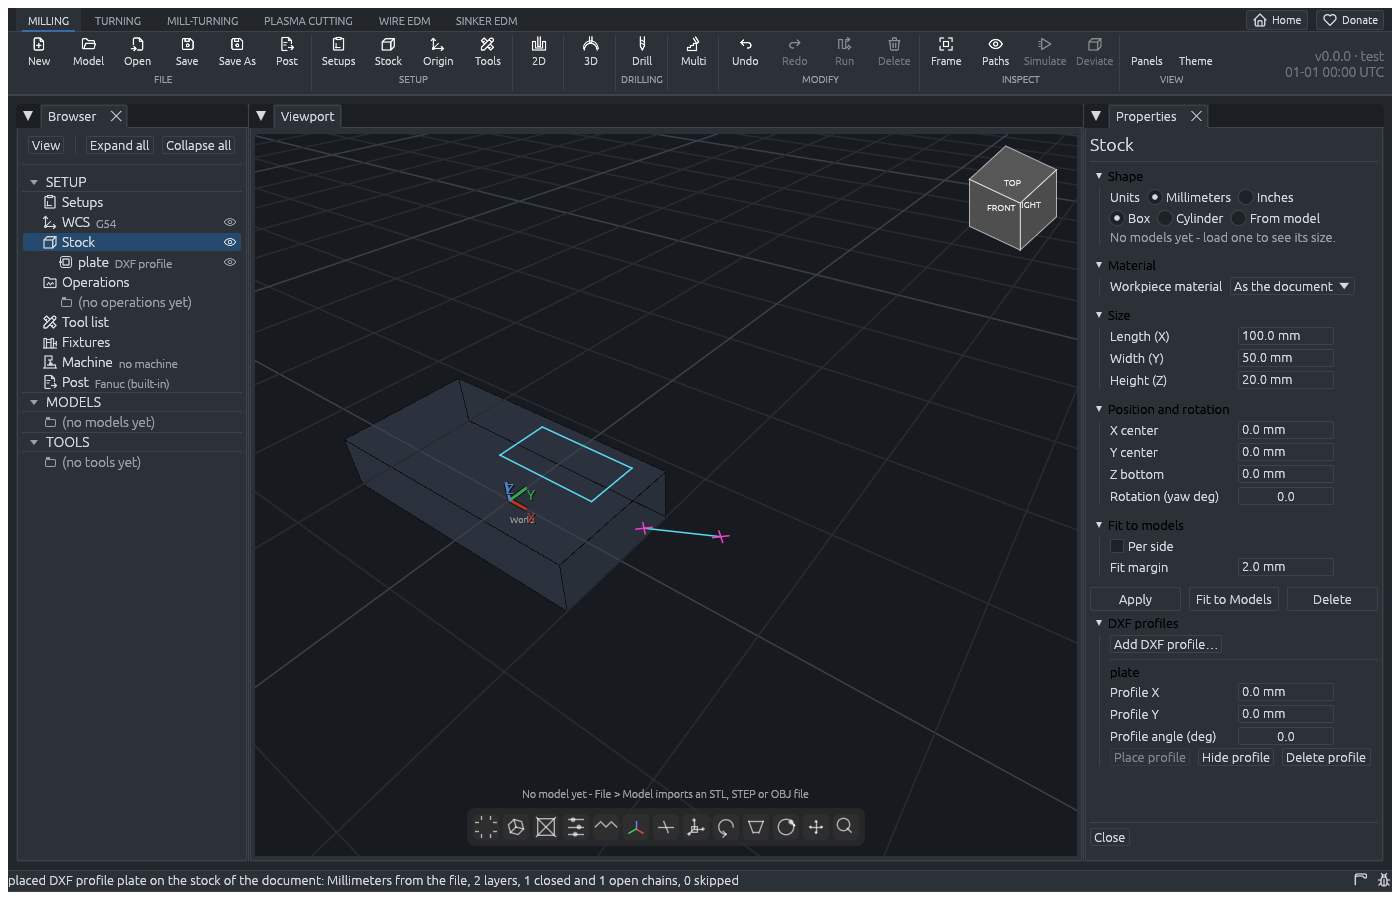 MILLING TURNING MILL-TURNING PLASMA CUTTING WIRE EDM SINKER EDM Home Donate
New Model Open Save Save As Post Setups Stock Origin Tools 2D 3D Drill Multi Undo Redo Run Delete Frame Paths Simulate Deviate Panels Theme
FILE SETUP DRILLING MODIFY INSPECT VIEW
v0.0.0 · test
01-01 00:00 UTC
Browser
View Expand all Collapse all
SETUP
Setups
WCS G54
Stock
plate DXF profile
Operations
(no operations yet)
Tool list
Fixtures
Machine no machine
Post Fanuc (built-in)
MODELS
(no models yet)
TOOLS
(no tools yet)
Viewport
TOP
FRONT
IGHT
Z
Y
X
No model yet - File > Model imports an STL, STEP or OBJ file
Properties
Stock
Shape
Units Millimeters Inches
Box Cylinder From model
No models yet - load one to see its size.
Material
Workpiece material As the document
Size
Length (X) 100.0 mm
Width (Y) 50.0 mm
Height (Z) 20.0 mm
Position and rotation
X center 0.0 mm
Y center 0.0 mm
Z bottom 0.0 mm
Rotation (yaw deg) 0.0
Fit to models
Per side
Fit margin 2.0 mm
Apply Fit to Models Delete
DXF profiles
Add DXF profile...
plate
Profile X 0.0 mm
Profile Y 0.0 mm
Profile angle (deg) 0.0
Place profile Hide profile Delete profile
Close
placed DXF profile plate on the stock of the document: Millimeters from the file, 2 layers, 1 closed and 1 open chains, 0 skipped